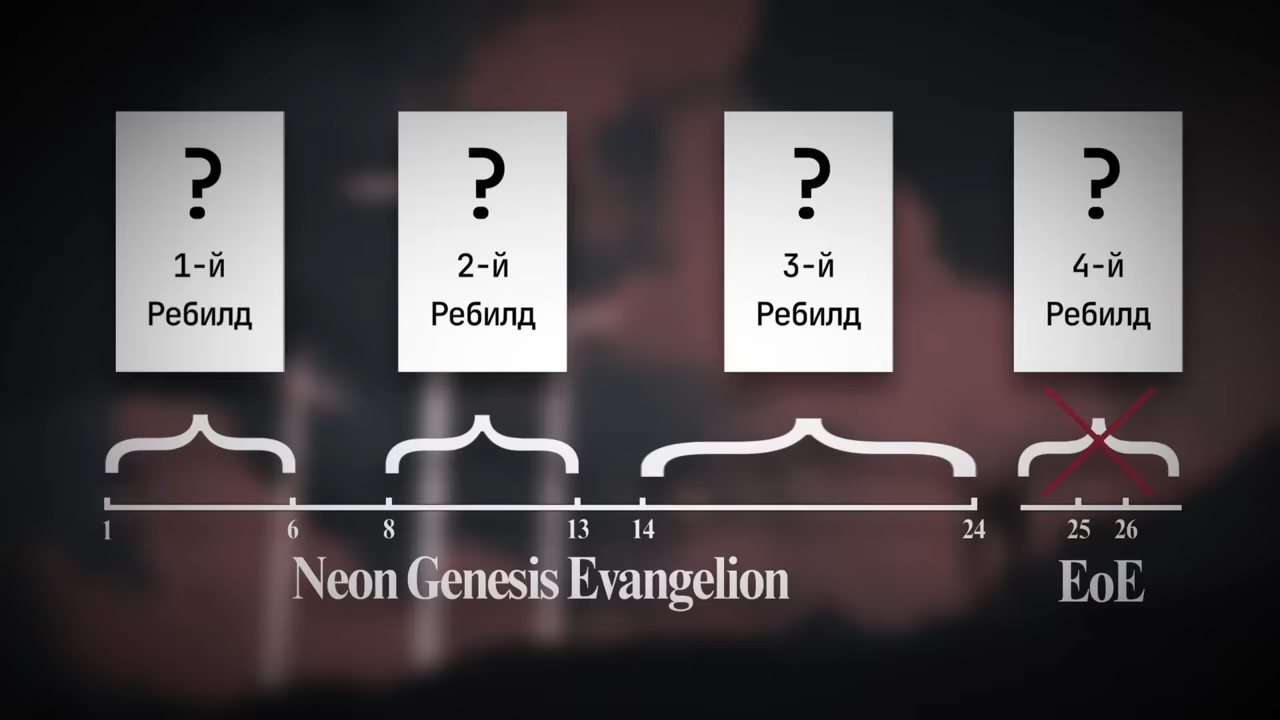 ?
1-й
Ребилд
?
2-й
Ребилд
?
3-й
Ребилд
?
4-й
Ребилд
1 6 8 13 14 24 25 26
Neon Genesis Evangelion
EoE